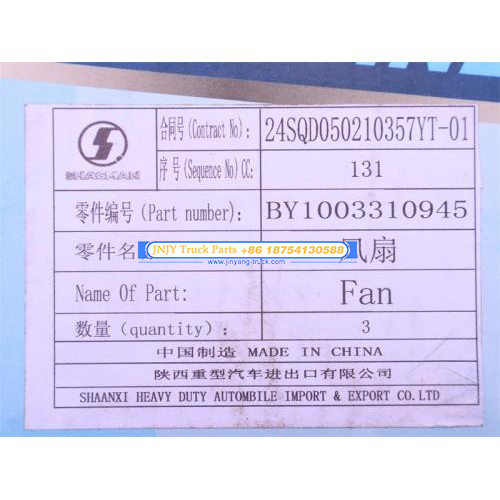 SHACMAN
合同号(Contract No): 24SQD050210357YT-01
序号(Sequence No)CC: 131
零件编号(Part number): BY1003310945
零件名 风扇
JNJY Truck Parts +86 18754130588
www.jinyang-truck.com
Name Of Part: Fan
数量(quantity): 3
中国制造 MADE IN CHINA
陕西重型汽车进出口有限公司
SHAANXI HEAVY DUTY AUTOMBILE IMPORT & EXPORT CO.LTD